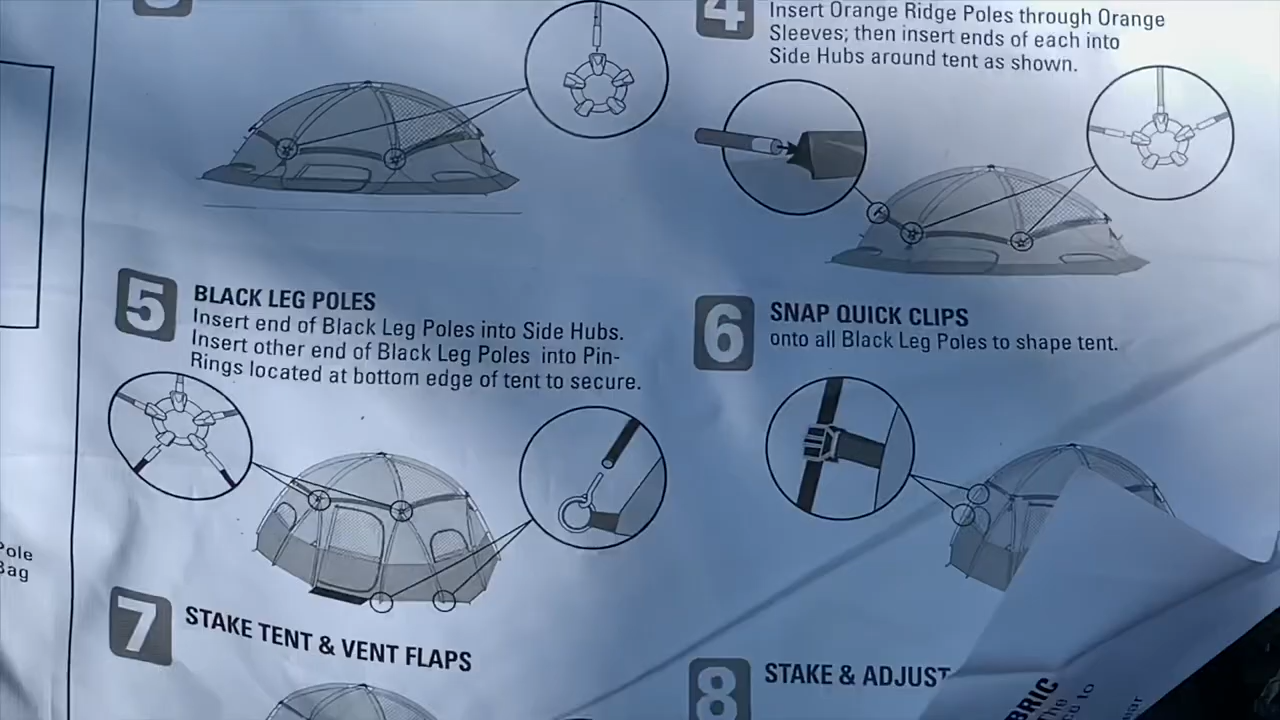 4
Insert Orange Ridge Poles through Orange
Sleeves; then insert ends of each into
Side Hubs around tent as shown.
5
BLACK LEG POLES
Insert end of Black Leg Poles into Side Hubs.
Insert other end of Black Leg Poles into Pin-
Rings located at bottom edge of tent to secure.
6
SNAP QUICK CLIPS
onto all Black Leg Poles to shape tent.
Pole
Bag
7
STAKE TENT & VENT FLAPS
8
STAKE & ADJUST
The
to